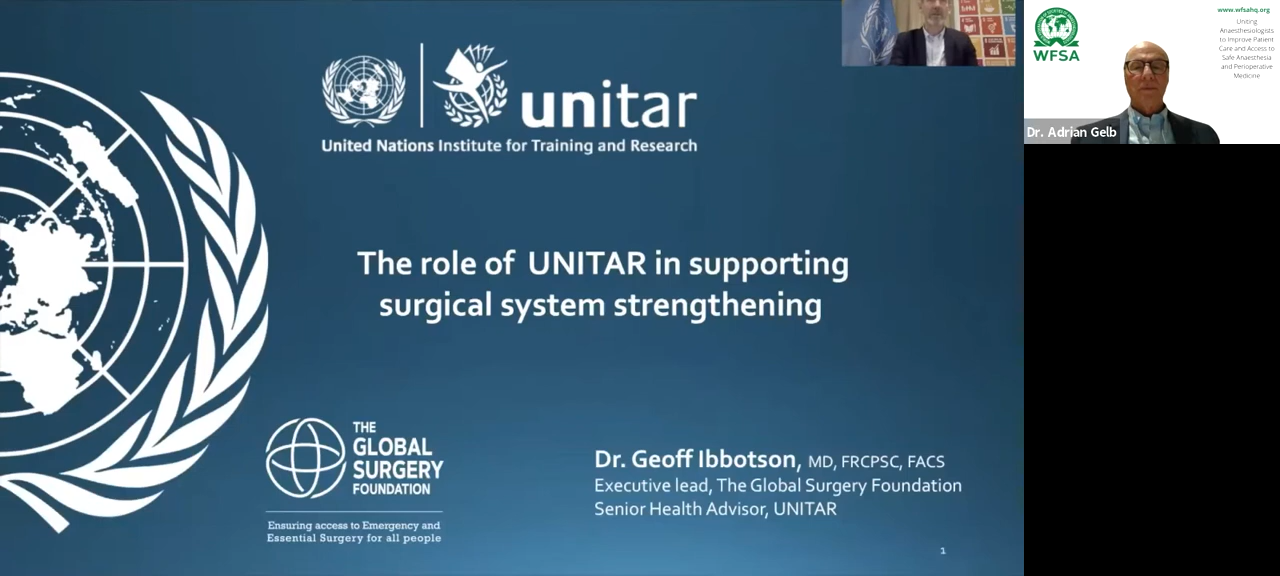 unitar
United Nations Institute for Training and Research
The role of UNITAR in supporting
surgical system strengthening
THE
GLOBAL
SURGERY
FOUNDATION
Ensuring access to Emergency and
Essential Surgery for all people
Dr. Geoff Ibbotson, MD, FRCPSC, FACS
Executive lead, The Global Surgery Foundation
Senior Health Advisor, UNITAR
1
WFSA
www.wfsahq.org
Uniting
Anaesthesiologists
to Improve Patient
Care and Access to
Safe Anaesthesia
and Perioperative
Medicine
Dr. Adrian Gelb